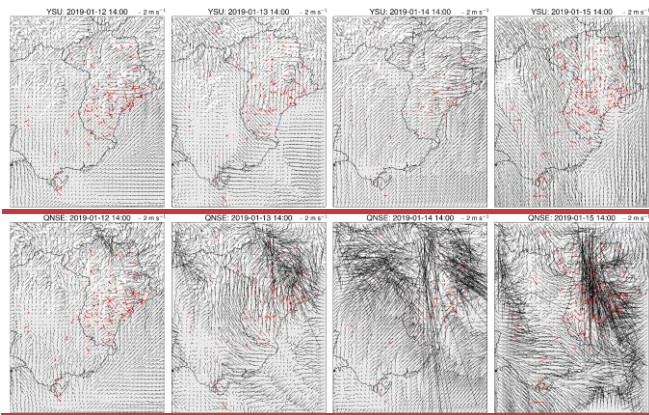 YSU: 2019-01-12 14:00 - 2 m s⁻¹
YSU: 2019-01-13 14:00 - 2 m s⁻¹
YSU: 2019-01-14 14:00 - 2 m s⁻¹
YSU: 2019-01-15 14:00 - 2 m s⁻¹
QNSE: 2019-01-12 14:00 - 2 m s⁻¹
QNSE: 2019-01-13 14:00 - 2 m s⁻¹
QNSE: 2019-01-14 14:00 - 2 m s⁻¹
QNSE: 2019-01-15 14:00 - 2 m s⁻¹